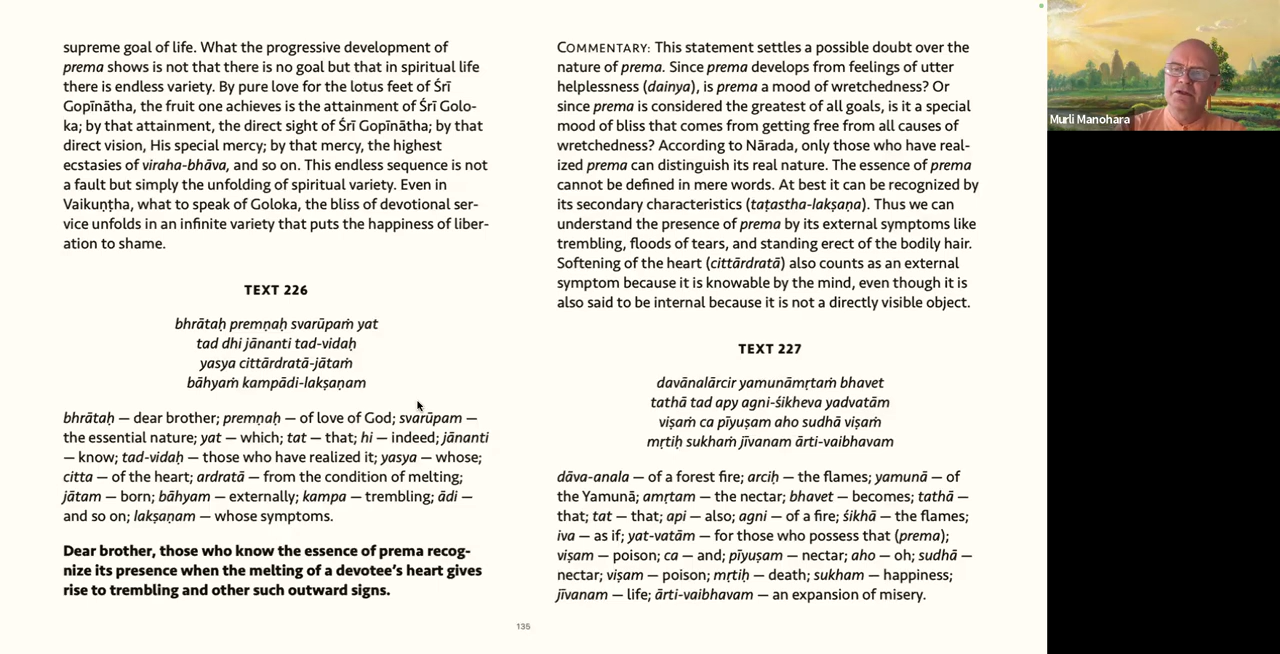 supreme goal of life. What the progressive development of
prema shows is not that there is no goal but that in spiritual life
there is endless variety. By pure love for the lotus feet of Śrī
Gopīnātha, the fruit one achieves is the attainment of Śrī Golo-
ka; by that attainment, the direct sight of Śrī Gopīnātha; by that
direct vision, His special mercy; by that mercy, the highest
ecstasies of viraha-bhāva, and so on. This endless sequence is not
a fault but simply the unfolding of spiritual variety. Even in
Vaikuṇṭha, what to speak of Goloka, the bliss of devotional ser-
vice unfolds in an infinite variety that puts the happiness of liber-
ation to shame.
TEXT 226
bhrātaḥ premṇaḥ svarūpaṁ yat
tad dhi jānanti tad-vidaḥ
yasya cittārdratā-jātaṁ
bāhyaṁ kampādi-lakṣaṇam
bhrātaḥ — dear brother; premṇaḥ — of love of God; svarūpam —
the essential nature; yat — which; tat — that; hi — indeed; jānanti
— know; tad-vidaḥ — those who have realized it; yasya — whose;
citta — of the heart; ardratā — from the condition of melting;
jātam — born; bāhyam — externally; kampa — trembling; ādi —
and so on; lakṣaṇam — whose symptoms.
Dear brother, those who know the essence of prema recog-
nize its presence when the melting of a devotee’s heart gives
rise to trembling and other such outward signs.
COMMENTARY: This statement settles a possible doubt over the
nature of prema. Since prema develops from feelings of utter
helplessness (dainya), is prema a mood of wretchedness? Or
since prema is considered the greatest of all goals, is it a special
mood of bliss that comes from getting free from all causes of
wretchedness? According to Nārada, only those who have real-
ized prema can distinguish its real nature. The essence of prema
cannot be defined in mere words. At best it can be recognized by
its secondary characteristics (taṭastha-lakṣaṇa). Thus we can
understand the presence of prema by its external symptoms like
trembling, floods of tears, and standing erect of the bodily hair.
Softening of the heart (cittārdratā) also counts as an external
symptom because it is knowable by the mind, even though it is
also said to be internal because it is not a directly visible object.
TEXT 227
davānalārcir yamunāmṛtaṁ bhavet
tathā tad apy agni-śikheva yadvatām
viṣaṁ ca pīyuṣam aho sudhā viṣaṁ
mṛtiḥ sukhaṁ jīvanam ārti-vaibhavam
dāva-anala — of a forest fire; arciḥ — the flames; yamunā — of
the Yamunā; amṛtam — the nectar; bhavet — becomes; tathā —
that; tat — that; api — also; agni — of a fire; śikhā — the flames;
iva — as if; yat-vatām — for those who possess that (prema);
viṣam — poison; ca — and; pīyuṣam — nectar; aho — oh; sudhā —
nectar; viṣam — poison; mṛtiḥ — death; sukham — happiness;
jīvanam — life; ārti-vaibhavam — an expansion of misery.
135
Murli Manohara